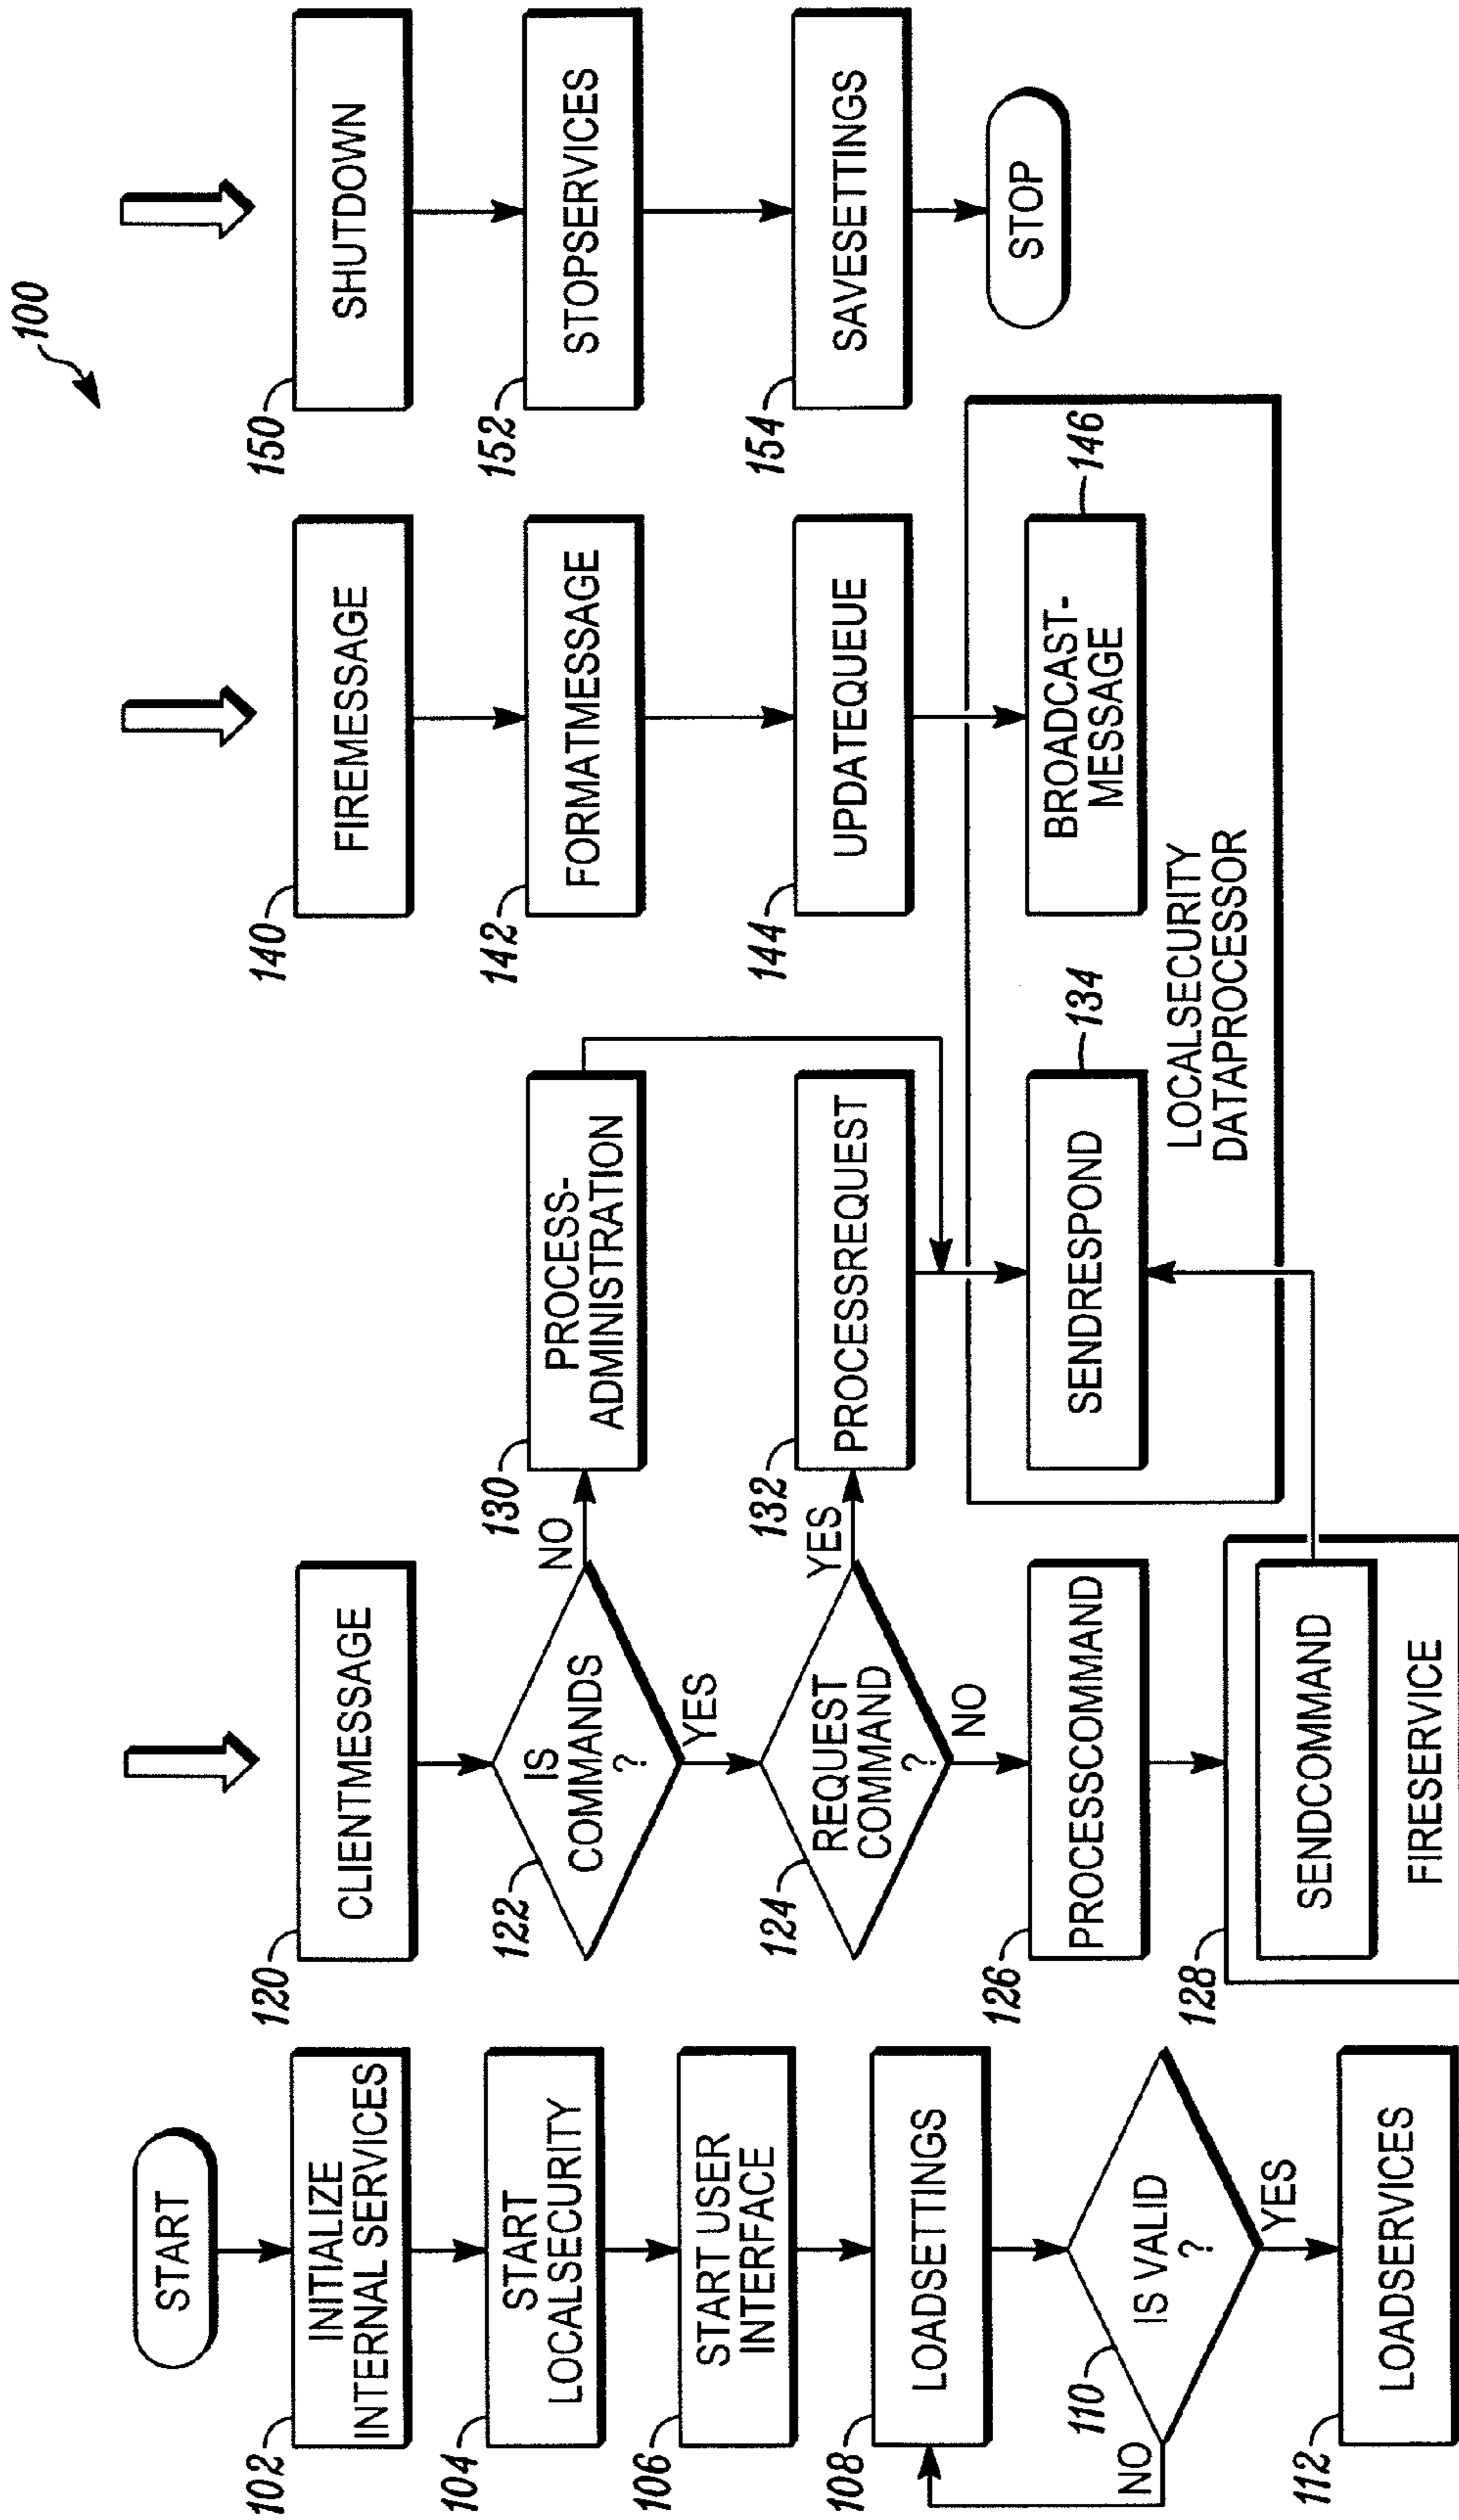 100
START
102
INITIALIZE
INTERNAL SERVICES
104
START
LOCALSECURITY
106
START USER
INTERFACE
108
LOADSETTINGS
110
IS VALID
?
NO
YES
112
LOADSERVICES
120
CLIENTMESSAGE
122
IS
COMMANDS
?
NO
YES
124
REQUEST
COMMAND
?
YES
NO
126
PROCESSCOMMAND
128
SENDCOMMAND
FIRESERVICE
130
PROCESS-
ADMINISTRATION
132
PROCESSREQUEST
134
SENDRESPOND
LOCALSECURITY
DATAPROCESSOR
140
FIREMESSAGE
142
FORMATMESSAGE
144
UPDATEQUEUE
146
BROADCAST-
MESSAGE
150
SHUTDOWN
152
STOPSERVICES
154
SAVESETTINGS
STOP